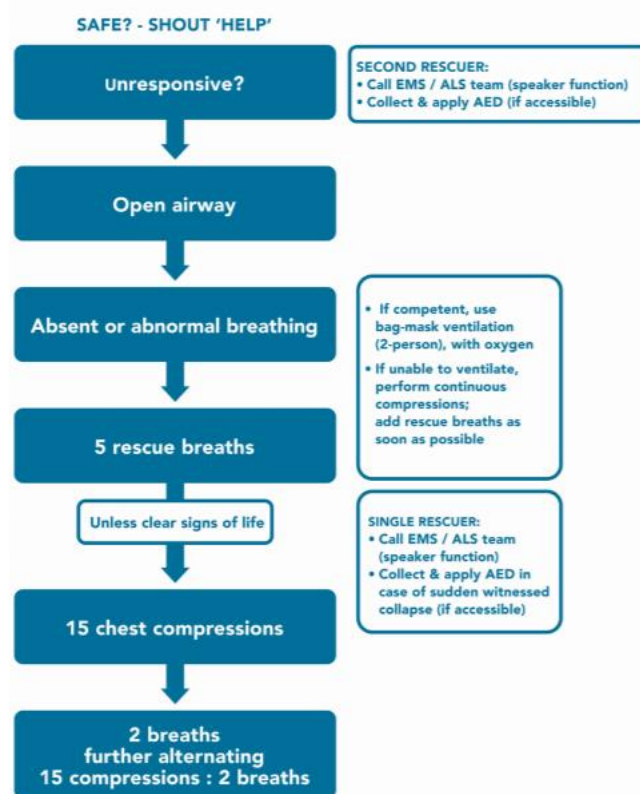 SAFE? - SHOUT 'HELP'
Unresponsive?
SECOND RESCUER:
• Call EMS / ALS team (speaker function)
• Collect & apply AED (if accessible)
Open airway
Absent or abnormal breathing
• If competent, use
bag-mask ventilation
(2-person), with oxygen
• If unable to ventilate,
perform continuous
compressions;
add rescue breaths as
soon as possible
5 rescue breaths
Unless clear signs of life
SINGLE RESCUER:
• Call EMS / ALS team
(speaker function)
• Collect & apply AED in
case of sudden witnessed
collapse (if accessible)
15 chest compressions
2 breaths
further alternating
15 compressions : 2 breaths